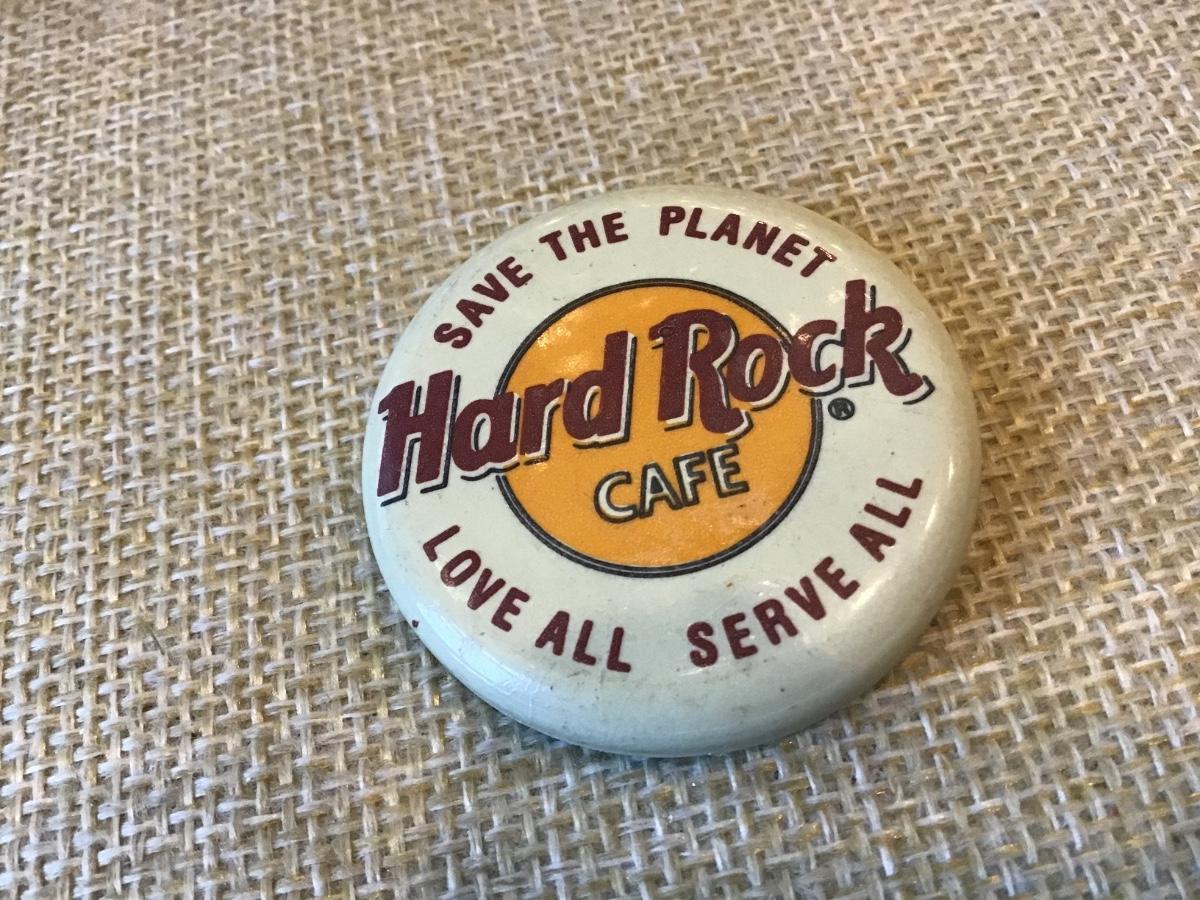 SAVE THE PLANET
Hard Rock
®
CAFE
LOVE ALL SERVE ALL